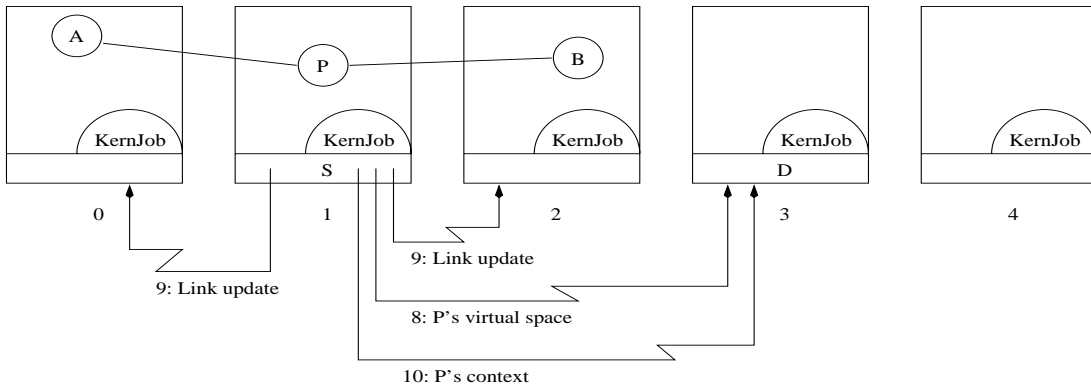 A
P
B
KernJob
KernJob
KernJob
KernJob
KernJob
S
D
0
1
2
3
4
9: Link update
9: Link update
8: P's virtual space
10: P's context